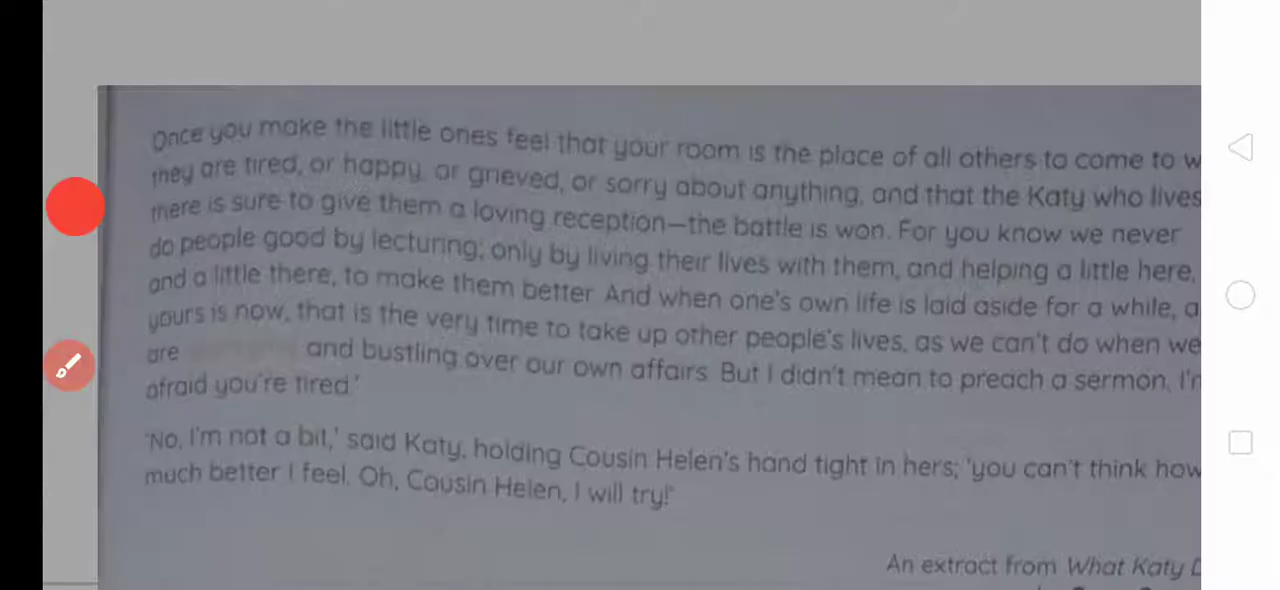 Once you make the little ones feel that your room is the place of all others to come to w
they are tired, or happy, or grieved, or sorry about anything, and that the Katy who lives
there is sure to give them a loving reception—the battle is won. For you know we never
do people good by lecturing; only by living their lives with them, and helping a little here,
and a little there, to make them better. And when one's own life is laid aside for a while, a
yours is now, that is the very time to take up other people's lives, as we can't do when we
are and bustling over our own affairs. But I didn't mean to preach a sermon. I'm
afraid you're tired.'
'No, I'm not a bit,' said Katy, holding Cousin Helen's hand tight in hers; 'you can't think how
much better I feel. Oh, Cousin Helen, I will try!'
An extract from What Katy D